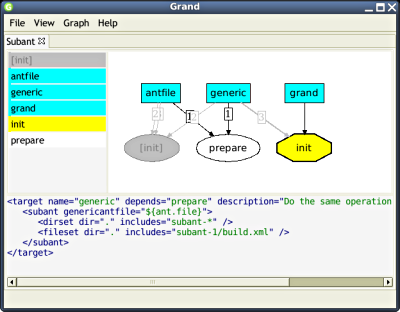 Grand
File View Graph Help
Subant
[init]
antfile
generic
grand
init
prepare
antfile generic grand
1 2 1 3
[init] prepare init
<target name="generic" depends="prepare" description="Do the same operation
<subant genericantfile="${ant.file}">
<dirset dir="." includes="subant-*" />
<fileset dir="." includes="subant-1/build.xml" />
</subant>
</target>